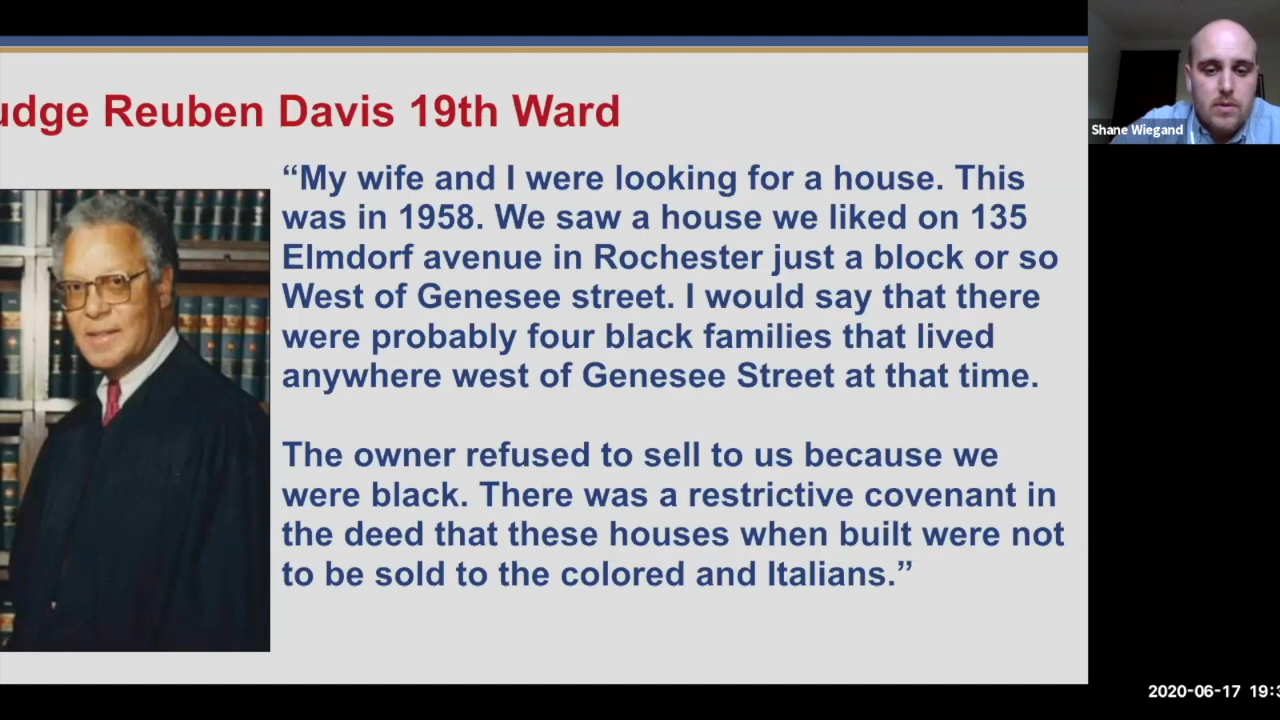 udge Reuben Davis 19th Ward
“My wife and I were looking for a house. This
was in 1958. We saw a house we liked on 135
Elmdorf avenue in Rochester just a block or so
West of Genesee street. I would say that there
were probably four black families that lived
anywhere west of Genesee Street at that time.
The owner refused to sell to us because we
were black. There was a restrictive covenant in
the deed that these houses when built were not
to be sold to the colored and Italians.”
Shane Wiegand
2020-06-17 19:3